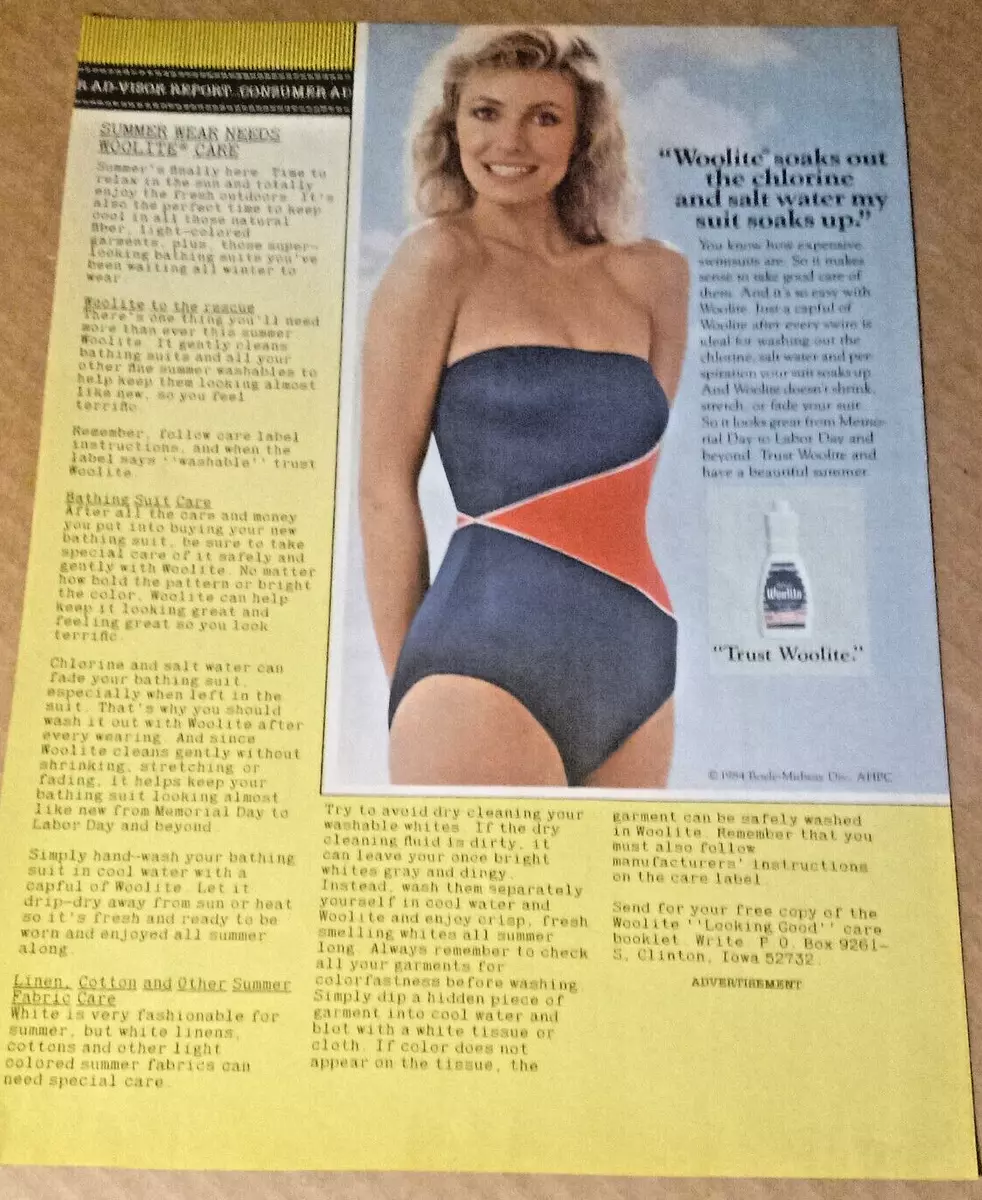 R AD-VISOR REPORT CONSUMER AD
SUMMER WEAR NEEDS
WOOLITE® CARE
Summer's finally here. Time to
relax in the sun and totally
enjoy the fresh outdoors. It's
also the perfect time to keep
cool in all those natural
fiber, light-colored
garments, plus, those super-
looking bathing suits you've
been waiting all winter to
wear.
Woolite to the rescue
There's one thing you'll need
more than ever this summer
Woolite. It gently cleans
bathing suits and all your
other fine summer washables to
help keep them looking almost
like new, so you feel
terrific.
Remember, follow care label
instructions, and when the
label says ''washable'' trust
Woolite.
Bathing Suit Care
After all the care and money
you put into buying your new
bathing suit, be sure to take
special care of it safely and
gently with Woolite. No matter
how bold the pattern or bright
the color, Woolite can help
keep it looking great and
feeling great so you look
terrific.
Chlorine and salt water can
fade your bathing suit,
especially when left in the
suit. That's why you should
wash it out with Woolite after
every wearing. And since
Woolite cleans gently without
shrinking, stretching or
fading, it helps keep your
bathing suit looking almost
like new from Memorial Day to
Labor Day and beyond.
Simply hand-wash your bathing
suit in cool water with a
capful of Woolite. Let it
drip-dry away from sun or heat
so it's fresh and ready to be
worn and enjoyed all summer
along.
Linen, Cotton and Other Summer
Fabric Care
White is very fashionable for
summer, but white linens,
cottons and other light
colored summer fabrics can
need special care.
Try to avoid dry cleaning your
washable whites. If the dry
cleaning fluid is dirty, it
can leave your once bright
whites gray and dingy.
Instead, wash them separately
yourself in cool water and
Woolite and enjoy crisp, fresh
smelling whites all summer
long. Always remember to check
all your garments for
colorfastness before washing
Simply dip a hidden piece of
garment into cool water and
blot with a white tissue or
cloth. If color does not
appear on the tissue, the
garment can be safely washed
in Woolite. Remember that you
must also follow
manufacturers' instructions
on the care label.
Send for your free copy of the
Woolite ''Looking Good'' care
booklet. Write P.O. Box 9261-
S, Clinton, Iowa 52732.
ADVERTISEMENT
"Woolite® soaks out
the chlorine
and salt water my
suit soaks up."
You know how expensive
swimsuits are. So it makes
sense to take good care of
them. And it's so easy with
Woolite. Just a capful of
Woolite after every swim is
ideal for washing out the
chlorine, salt water and per-
spiration your suit soaks up.
And Woolite doesn't shrink,
stretch, or fade your suit.
So it looks great from Memo-
rial Day to Labor Day and
beyond. Trust Woolite and
have a beautiful summer.
Woolite
"Trust Woolite."
© 1984 Boyle-Midway Div., AHPC